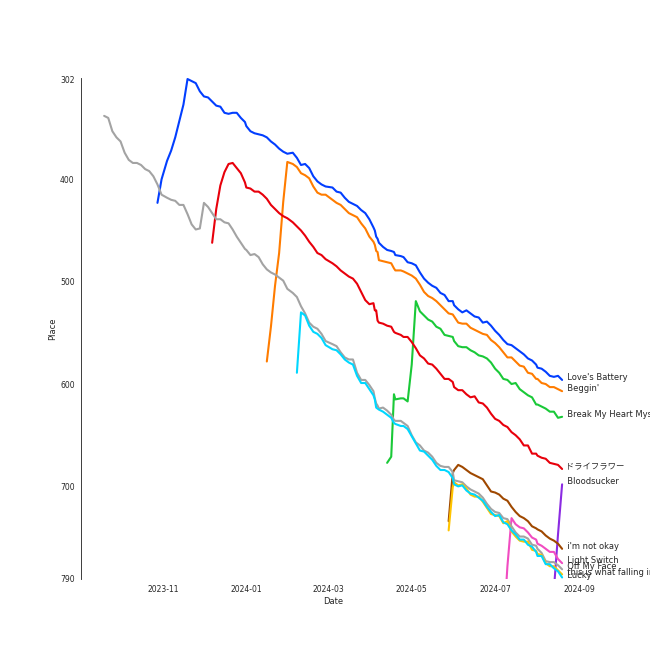 302
400
500
600
700
790
Place
2023-11
2024-01
2024-03
2024-05
2024-07
2024-09
Date
Love's Battery
Beggin'
Break My Heart Mys
ドライフラワー
Bloodsucker
i'm not okay
Light Switch
Off My Face
this is what falling i
Lucky